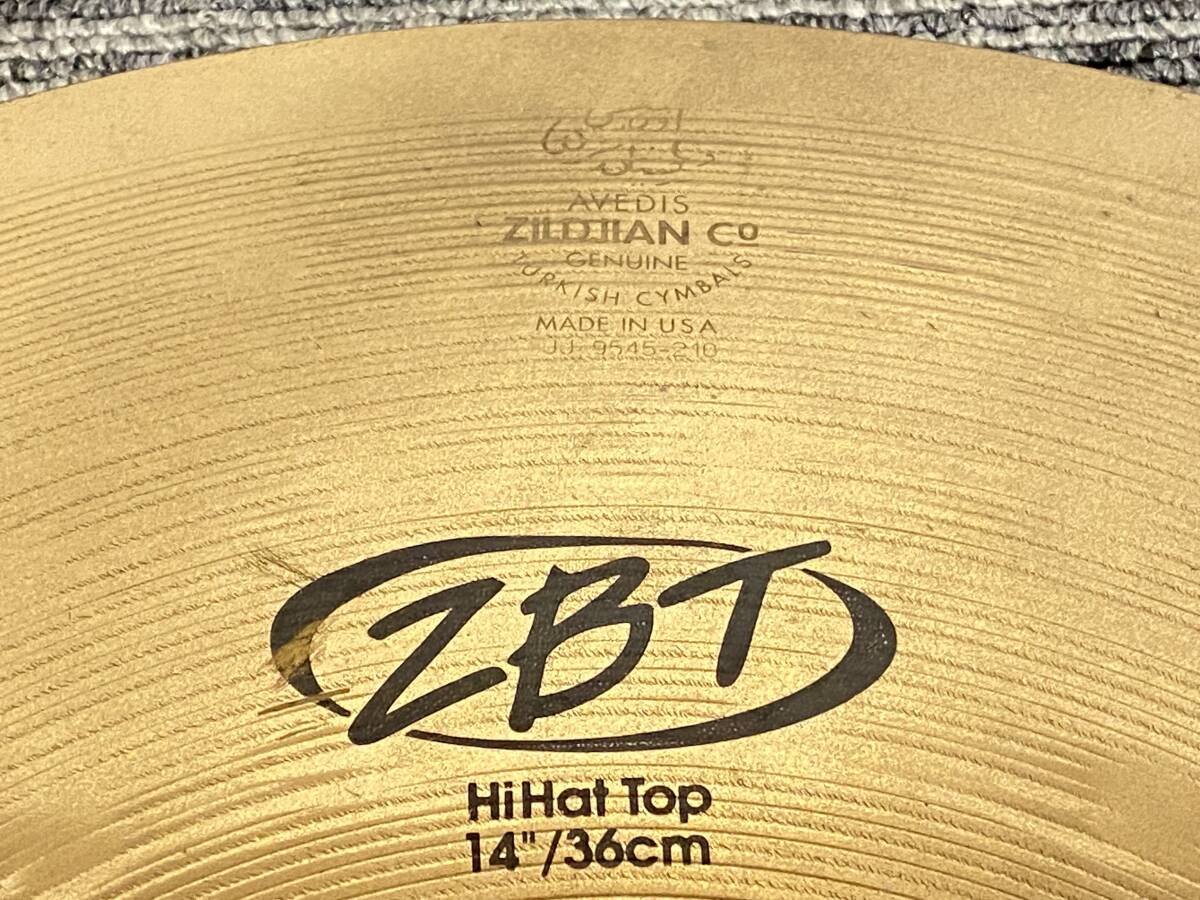 AVEDIS
ZILDJIAN Co
GENUINE
TURKISH CYMBALS
MADE IN USA
JJ 9545-210
ZBT
HiHat Top
14"/36cm